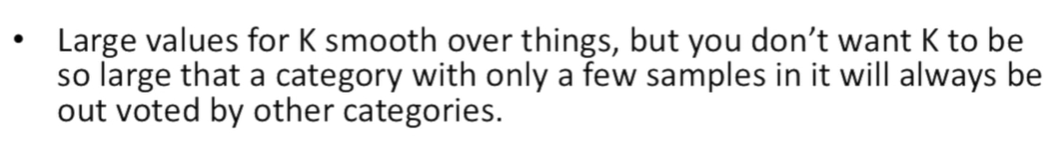 • Large values for K smooth over things, but you don’t want K to be
so large that a category with only a few samples in it will always be
out voted by other categories.